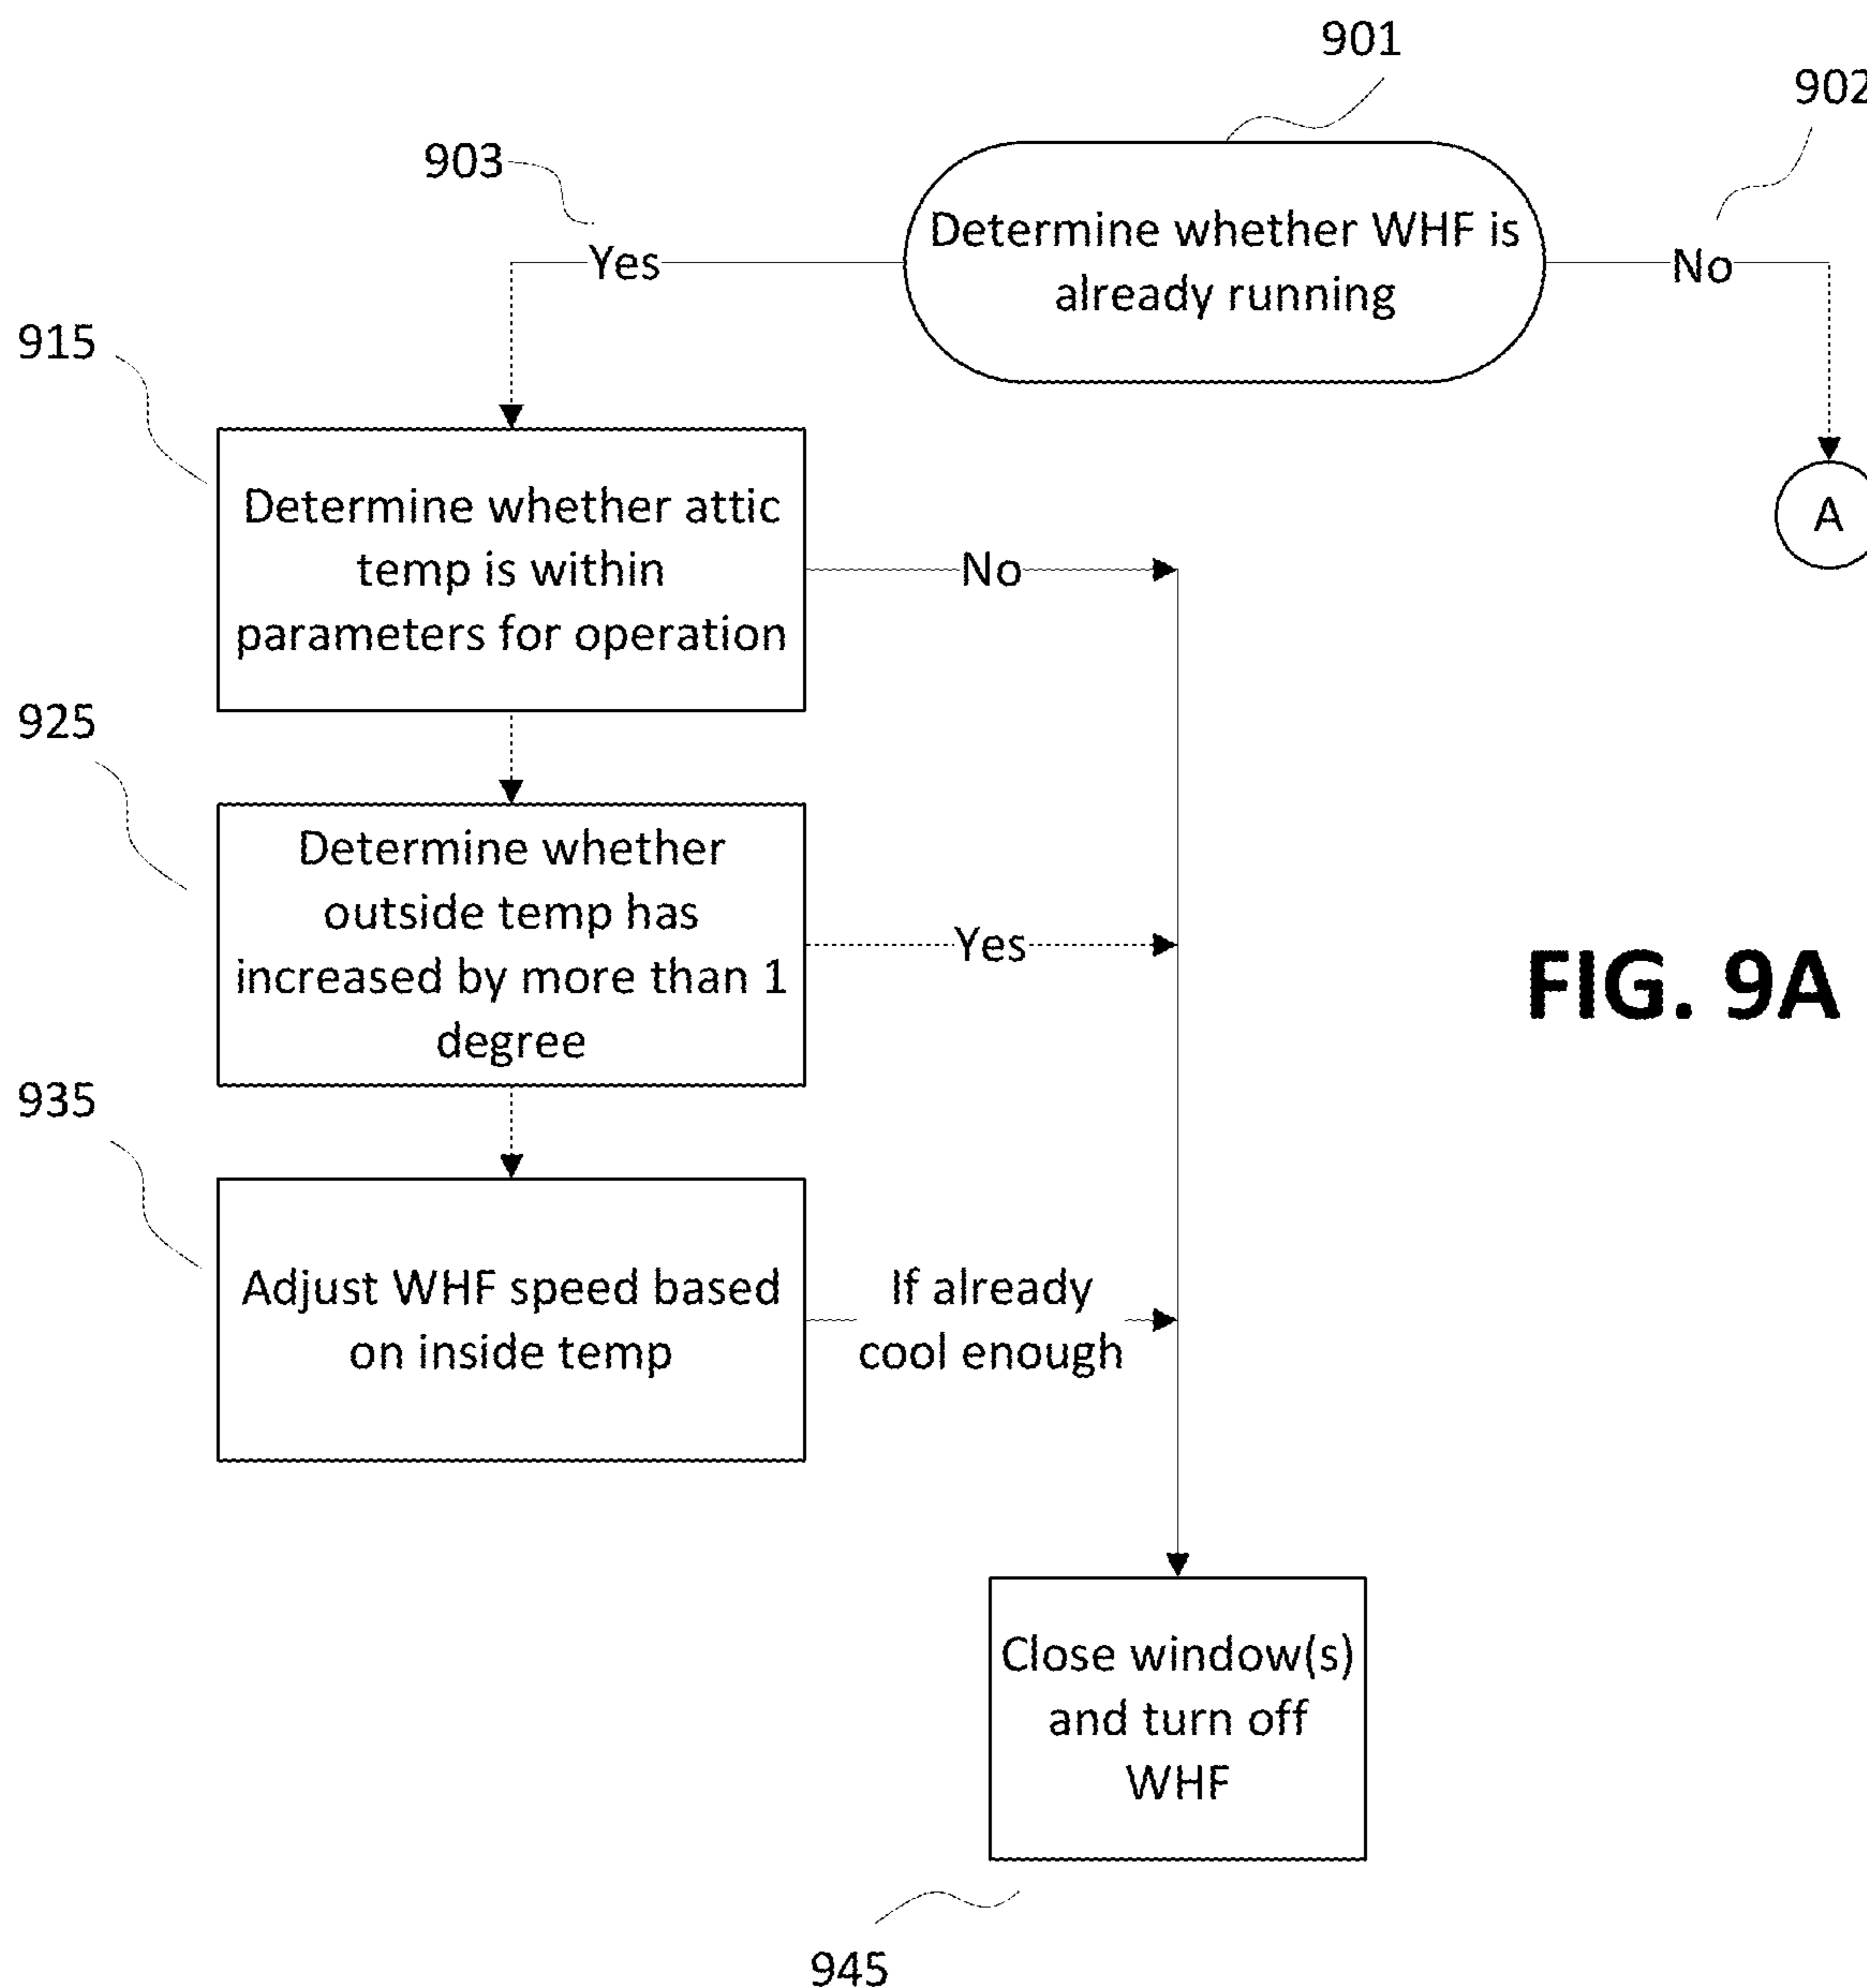 901
902
903
Determine whether WHF is
already running
Yes
No
915
A
Determine whether attic
temp is within
parameters for operation
No
925
Determine whether
outside temp has
increased by more than 1
degree
Yes
FIG. 9A
935
Adjust WHF speed based
on inside temp
If already
cool enough
Close window(s)
and turn off
WHF
945